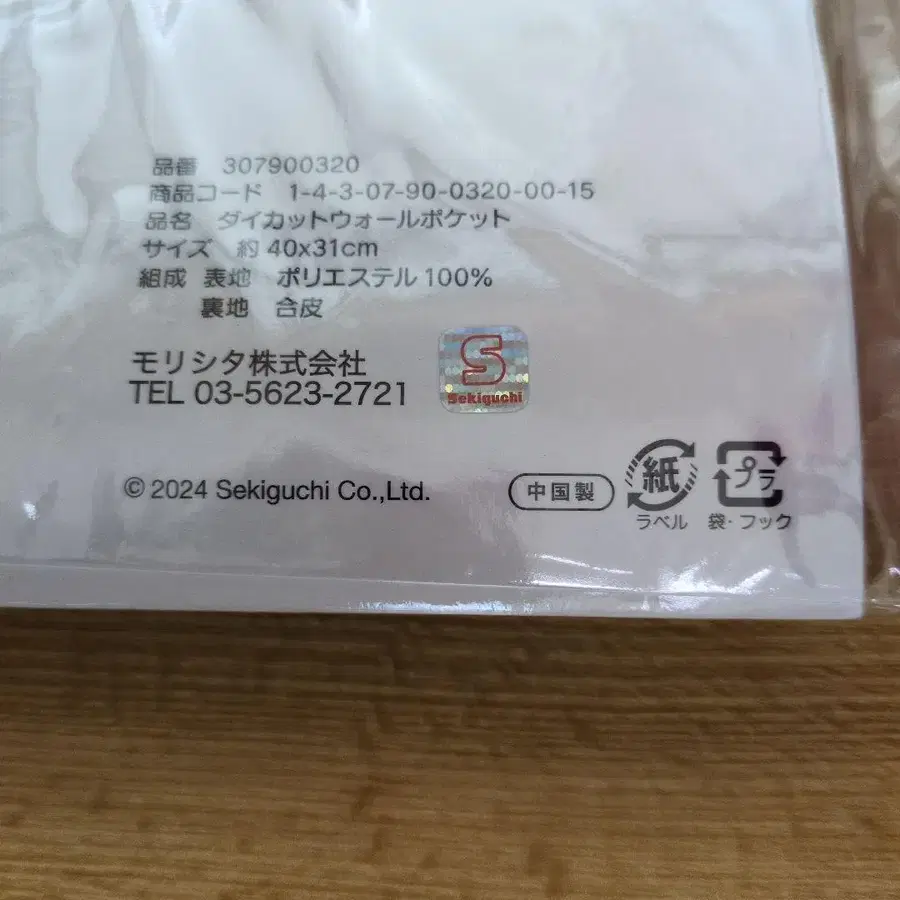 品番 307900320
商品コード 1-4-3-07-90-0320-00-15
品名 ダイカットウォールポケット
サイズ 約 40x31cm
組成 表地 ポリエステル 100%
裏地 合皮
モリシタ株式会社
TEL 03-5623-2721
S
Sekiguchi
© 2024 Sekiguchi Co.,Ltd.
中国製
紙
ラベル
プラ
袋・フック